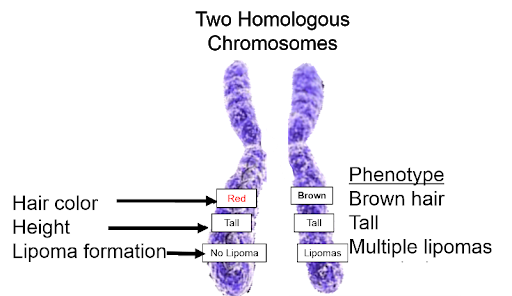 Two Homologous
Chromosomes
Phenotype
Hair color
Red
Brown
Brown hair
Height
Tall
Tall
Tall
Lipoma formation
No Lipoma
Lipomas
Multiple lipomas